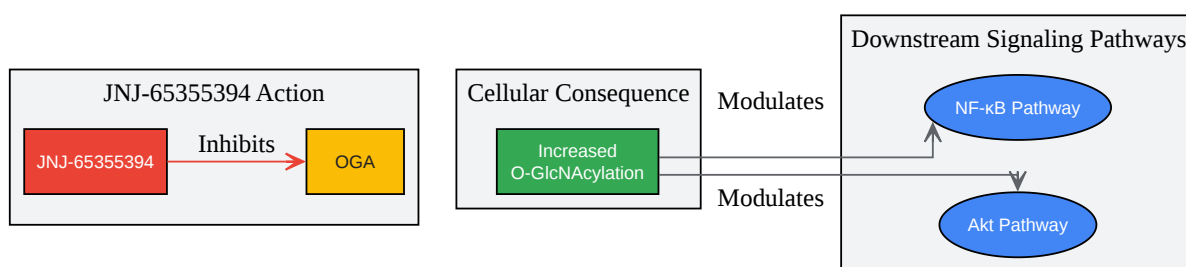 JNJ-65355394 Action
JNJ-65355394
Inhibits
OGA
Cellular Consequence
Increased
O-GlcNAcylation
Modulates
Modulates
Downstream Signaling Pathways
NF-κB Pathway
Akt Pathway